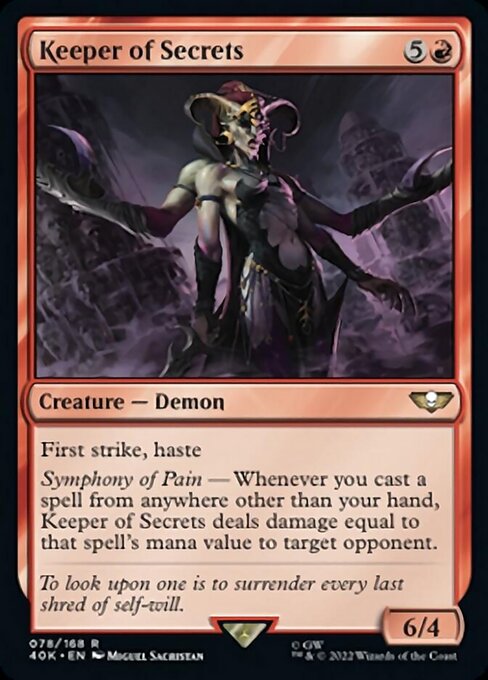 Keeper of Secrets 5
Creature — Demon
First strike, haste
Symphony of Pain — Whenever you cast a
spell from anywhere other than your hand,
Keeper of Secrets deals damage equal to
that spell's mana value to target opponent.
To look upon one is to surrender every last
shred of self-will.
6/4
078/168 R
40K • EN Miguel Sacristan
© GW
™ & © 2022 Wizards of the Coast